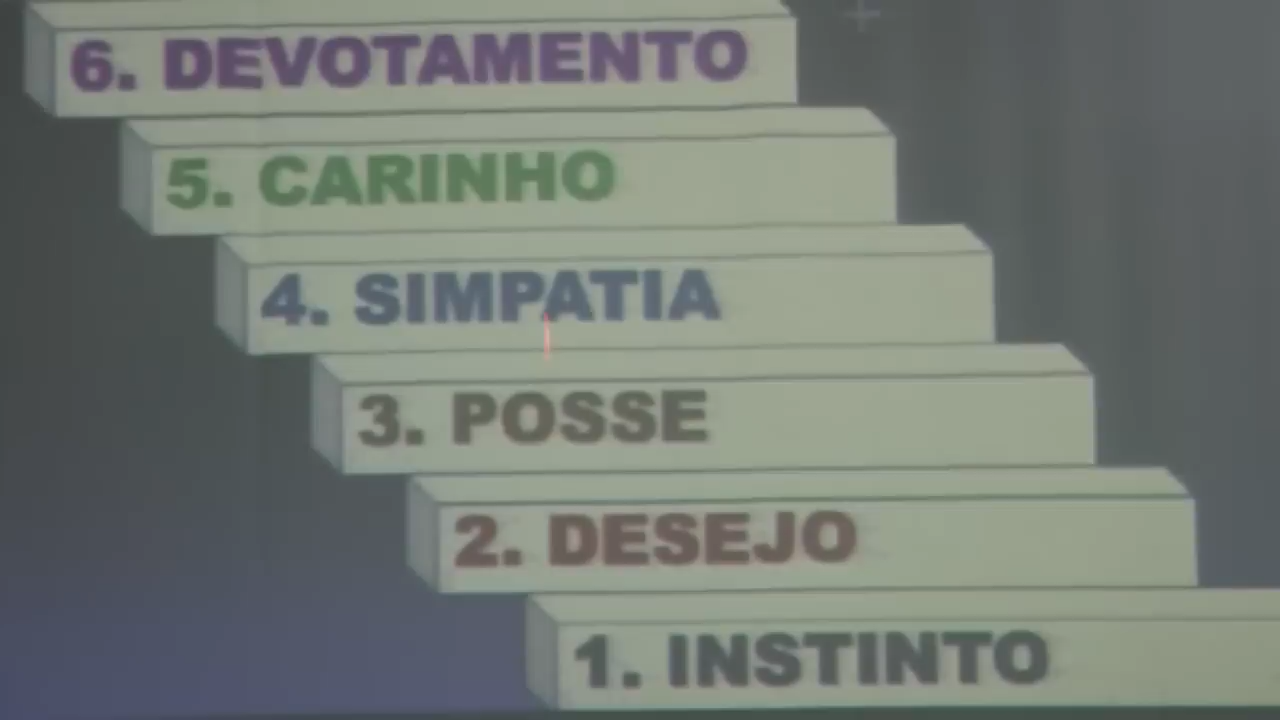 6. DEVOTAMENTO
5. CARINHO
4. SIMPATIA
3. POSSE
2. DESEJO
1. INSTINTO